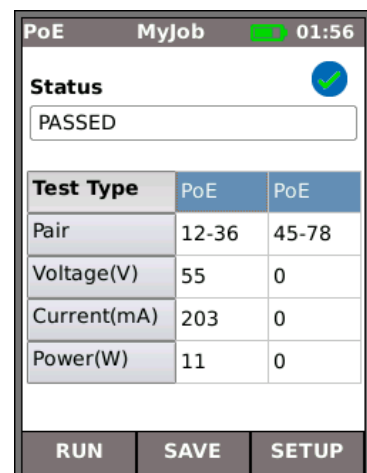 PoE MyJob 01:56
Status
PASSED
Test Type PoE PoE
Pair 12-36 45-78
Voltage(V) 55 0
Current(mA) 203 0
Power(W) 11 0
RUN SAVE SETUP